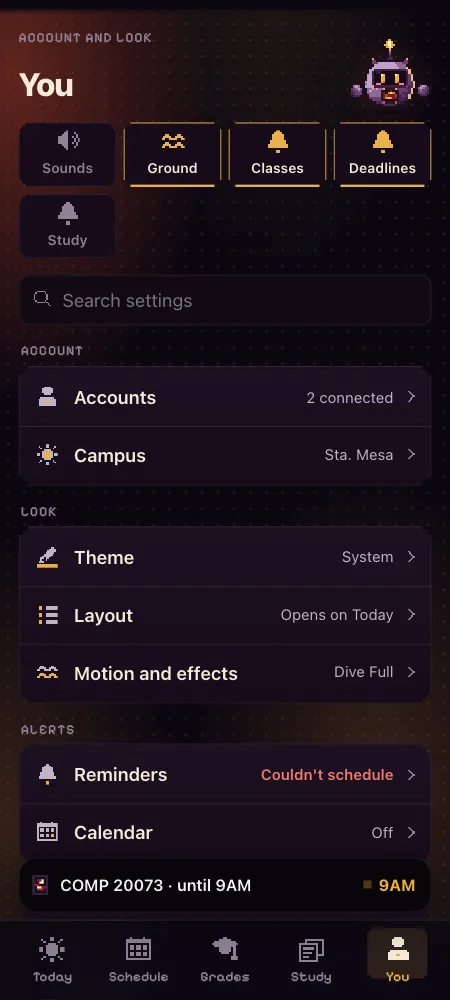 ACCOUNT AND LOOK
You
Sounds
Ground
Classes
Deadlines
Study
Search settings
ACCOUNT
Accounts
2 connected
Campus
Sta. Mesa
LOOK
Theme
System
Layout
Opens on Today
Motion and effects
Dive Full
ALERTS
Reminders
Couldn't schedule
Calendar
Off
COMP 20073 · until 9AM
9AM
Today
Schedule
Grades
Study
You